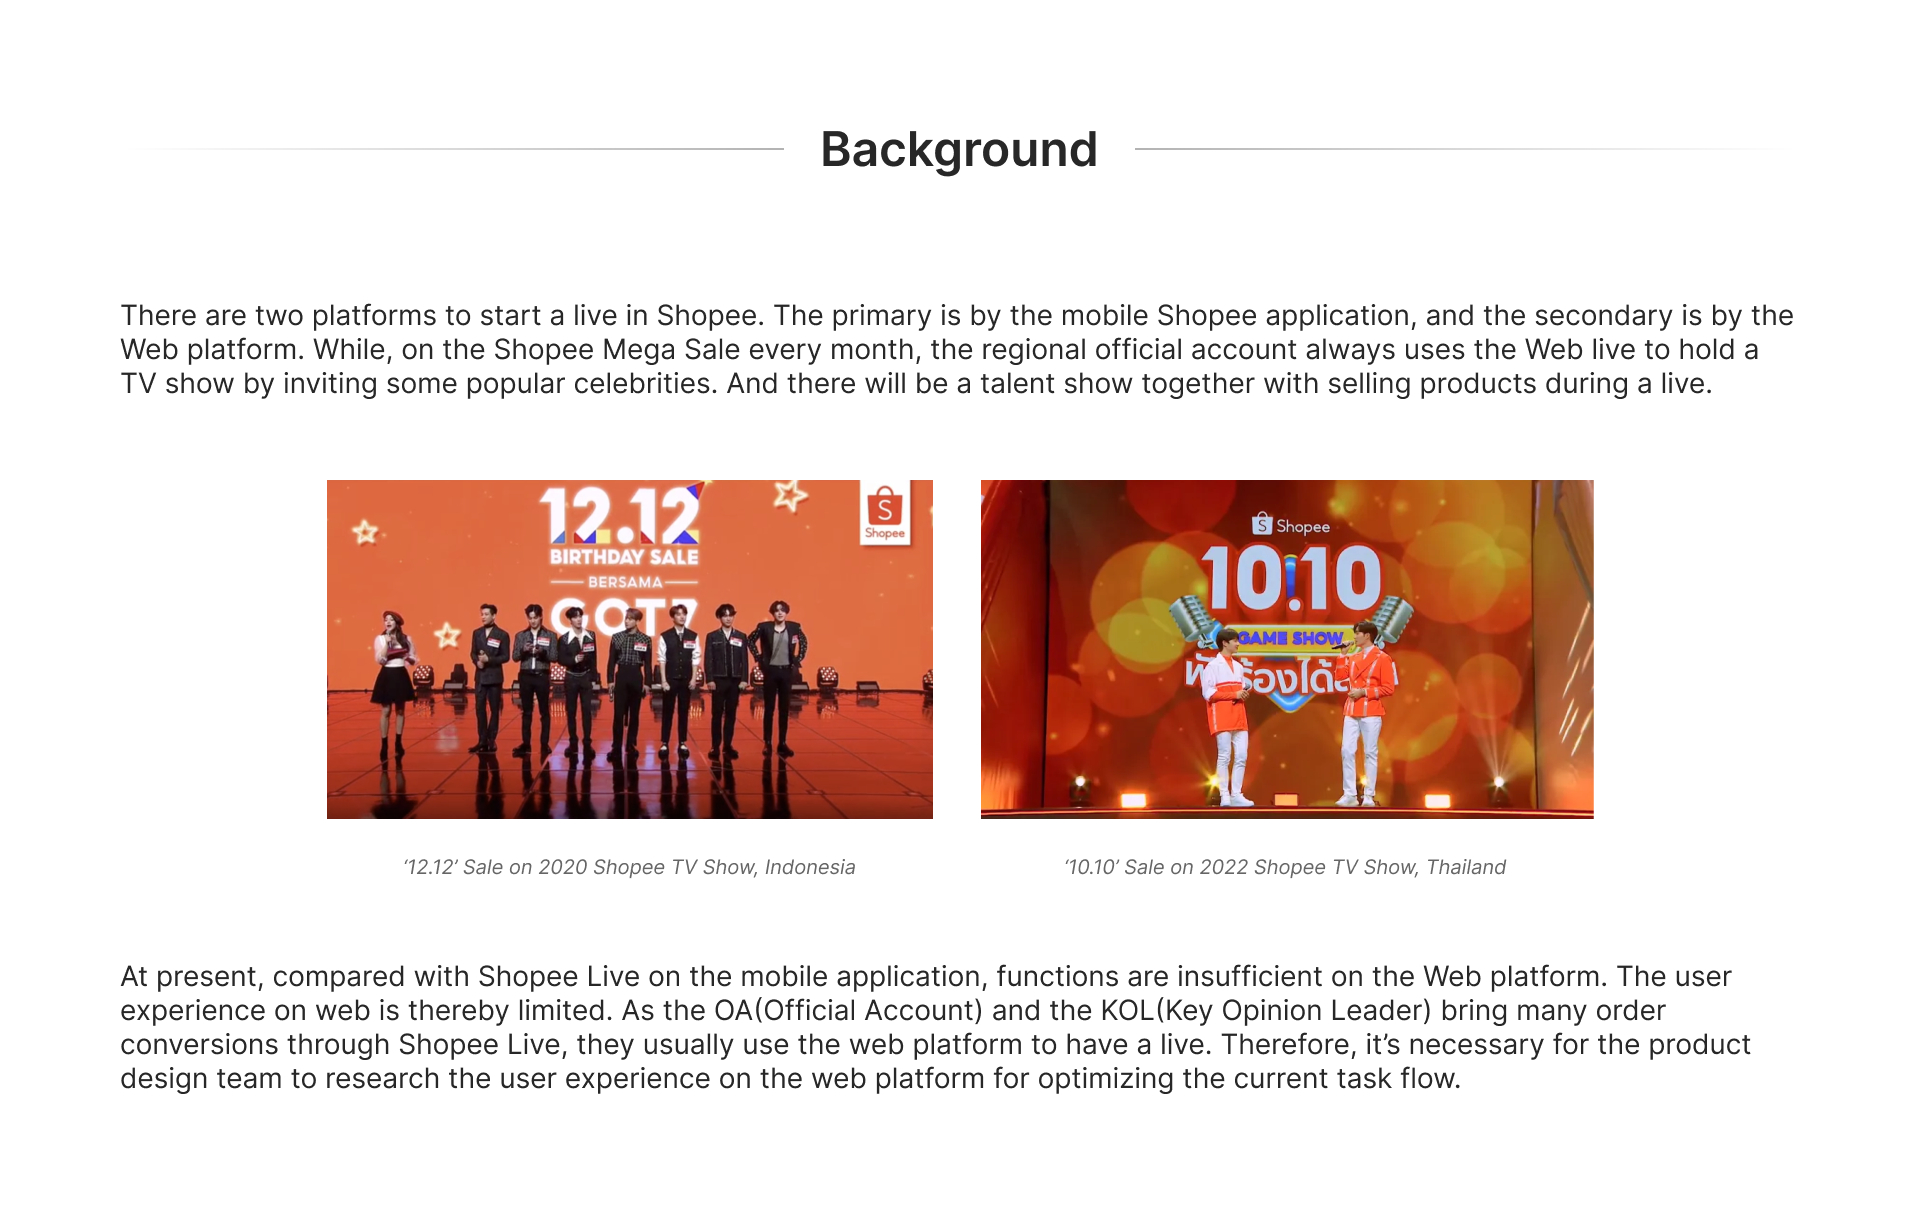 Background
There are two platforms to start a live in Shopee. The primary is by the mobile Shopee application, and the secondary is by the
Web platform. While, on the Shopee Mega Sale every month, the regional official account always uses the Web live to hold a
TV show by inviting some popular celebrities. And there will be a talent show together with selling products during a live.
12.12
BIRTHDAY SALE
BERSAMA
GOT7
S
Shopee
S Shopee
10.10
GAME SHOW
‘12.12’ Sale on 2020 Shopee TV Show, Indonesia
‘10.10’ Sale on 2022 Shopee TV Show, Thailand
At present, compared with Shopee Live on the mobile application, functions are insufficient on the Web platform. The user
experience on web is thereby limited. As the OA(Official Account) and the KOL(Key Opinion Leader) bring many order
conversions through Shopee Live, they usually use the web platform to have a live. Therefore, it’s necessary for the product
design team to research the user experience on the web platform for optimizing the current task flow.